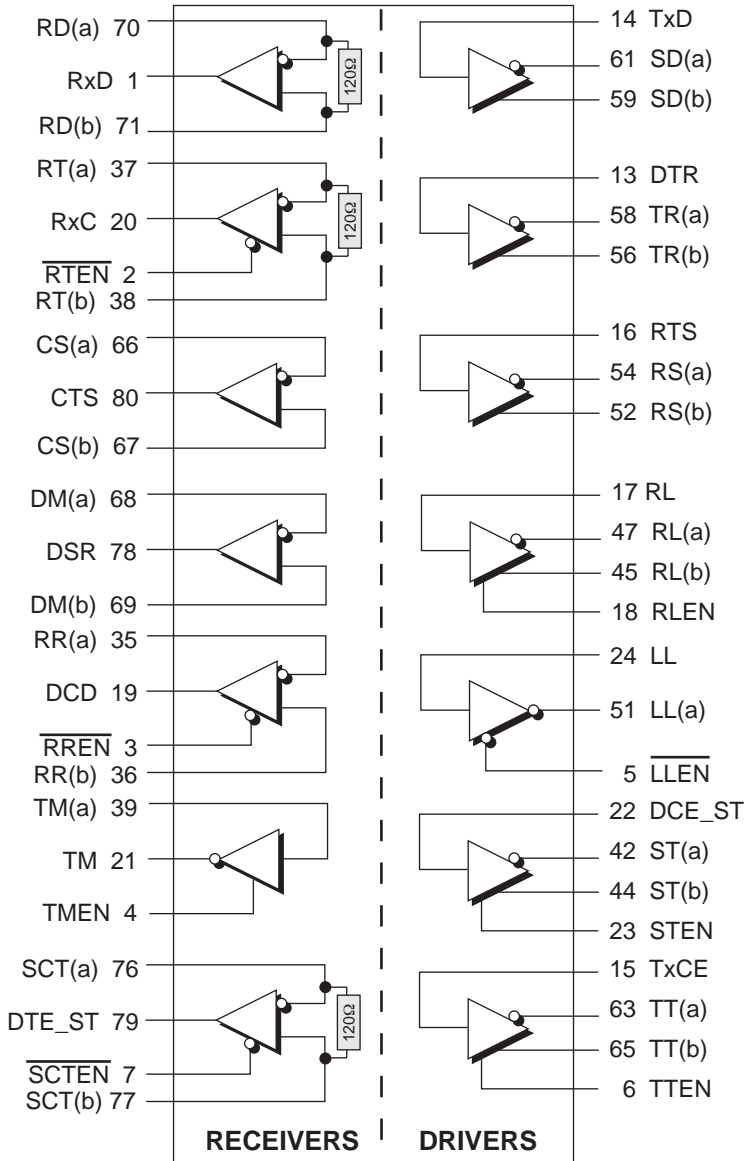 RD(a) 70
RxD 1
RD(b) 71
120Ω
RT(a) 37
RxC 20
RTEN 2
RT(b) 38
120Ω
CS(a) 66
CTS 80
CS(b) 67
DM(a) 68
DSR 78
DM(b) 69
RR(a) 35
DCD 19
RREN 3
RR(b) 36
TM(a) 39
TM 21
TMEN 4
SCT(a) 76
DTE_ST 79
SCTEN 7
SCT(b) 77
120Ω
RECEIVERS
14 TxD
61 SD(a)
59 SD(b)
13 DTR
58 TR(a)
56 TR(b)
16 RTS
54 RS(a)
52 RS(b)
17 RL
47 RL(a)
45 RL(b)
18 RLEN
24 LL
51 LL(a)
5 LLEN
22 DCE_ST
42 ST(a)
44 ST(b)
23 STEN
15 TxCE
63 TT(a)
65 TT(b)
6 TTEN
DRIVERS